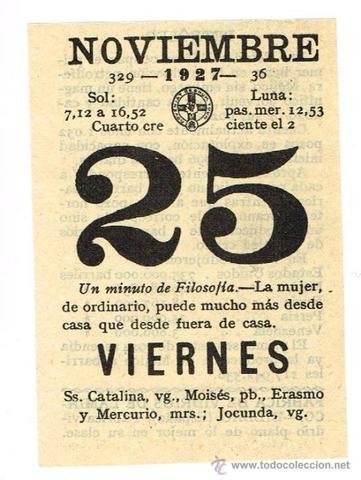 NOVIEMBRE
329 — 1927 — 36
Sol: Luna:
7,12 a 16,52 pas. mer. 12,53
Cuarto cre ciente el 2
25
Un minuto de Filosofía.—La mujer,
de ordinario, puede mucho más desde
casa que desde fuera de casa.
VIERNES
Ss. Catalina, vg., Moisés, pb., Erasmo
y Mercurio, mrs.; Jocunda, vg.
todocoleccion.net